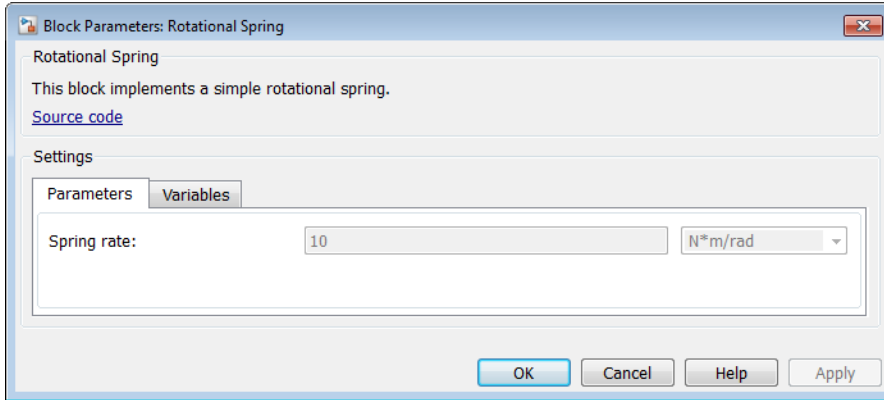 Block Parameters: Rotational Spring
Rotational Spring
This block implements a simple rotational spring.
Source code
Settings
Parameters Variables
Spring rate: 10 N*m/rad
OK Cancel Help Apply